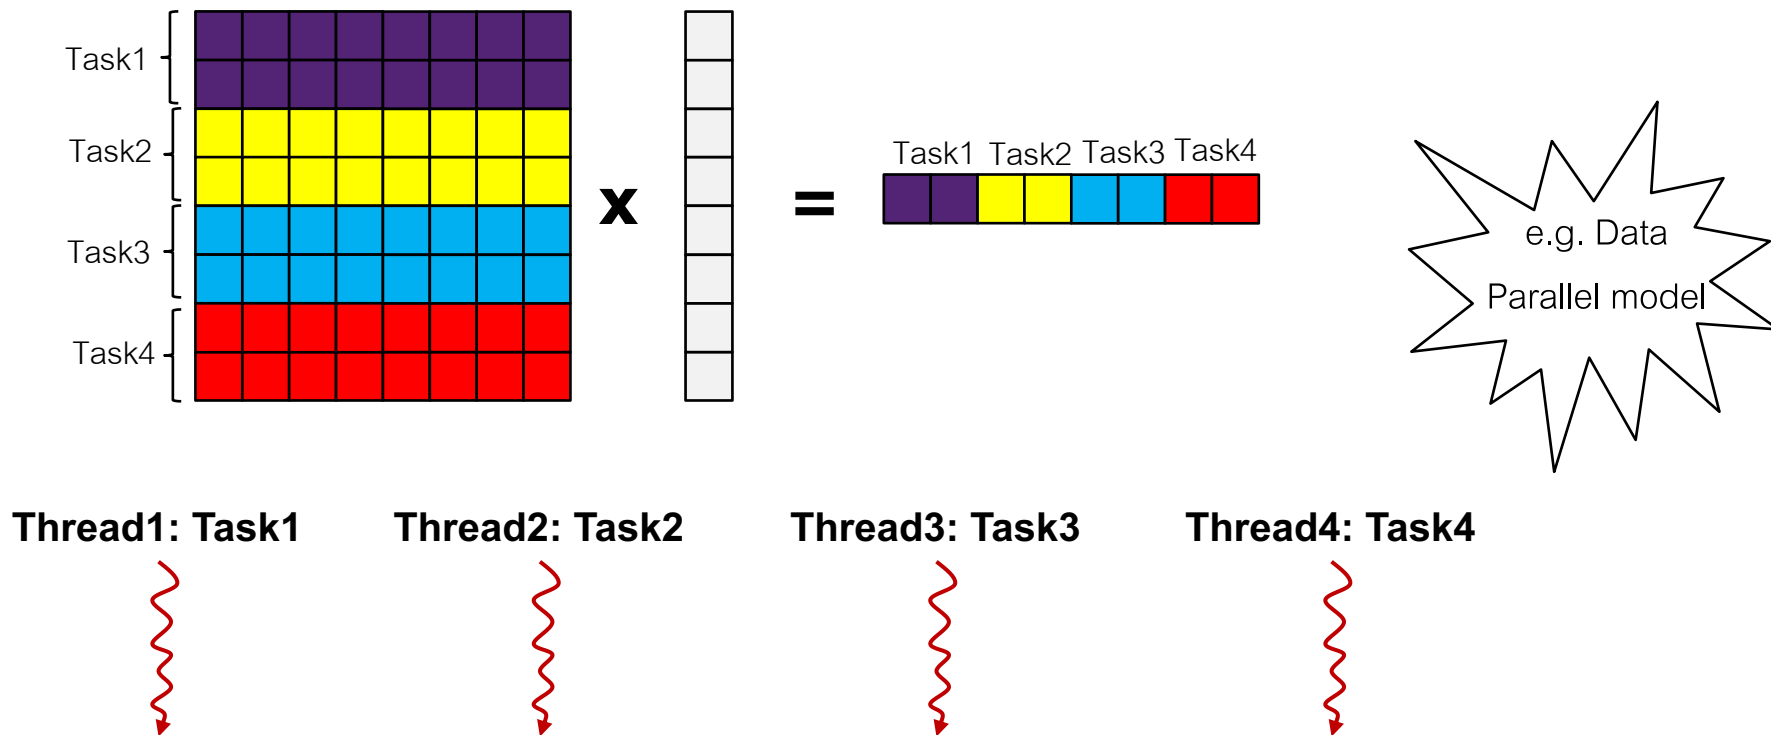 Task1
Task2
Task3
Task4
x
=
Task1 Task2 Task3 Task4
e.g. Data
Parallel model
Thread1: Task1 Thread2: Task2 Thread3: Task3 Thread4: Task4